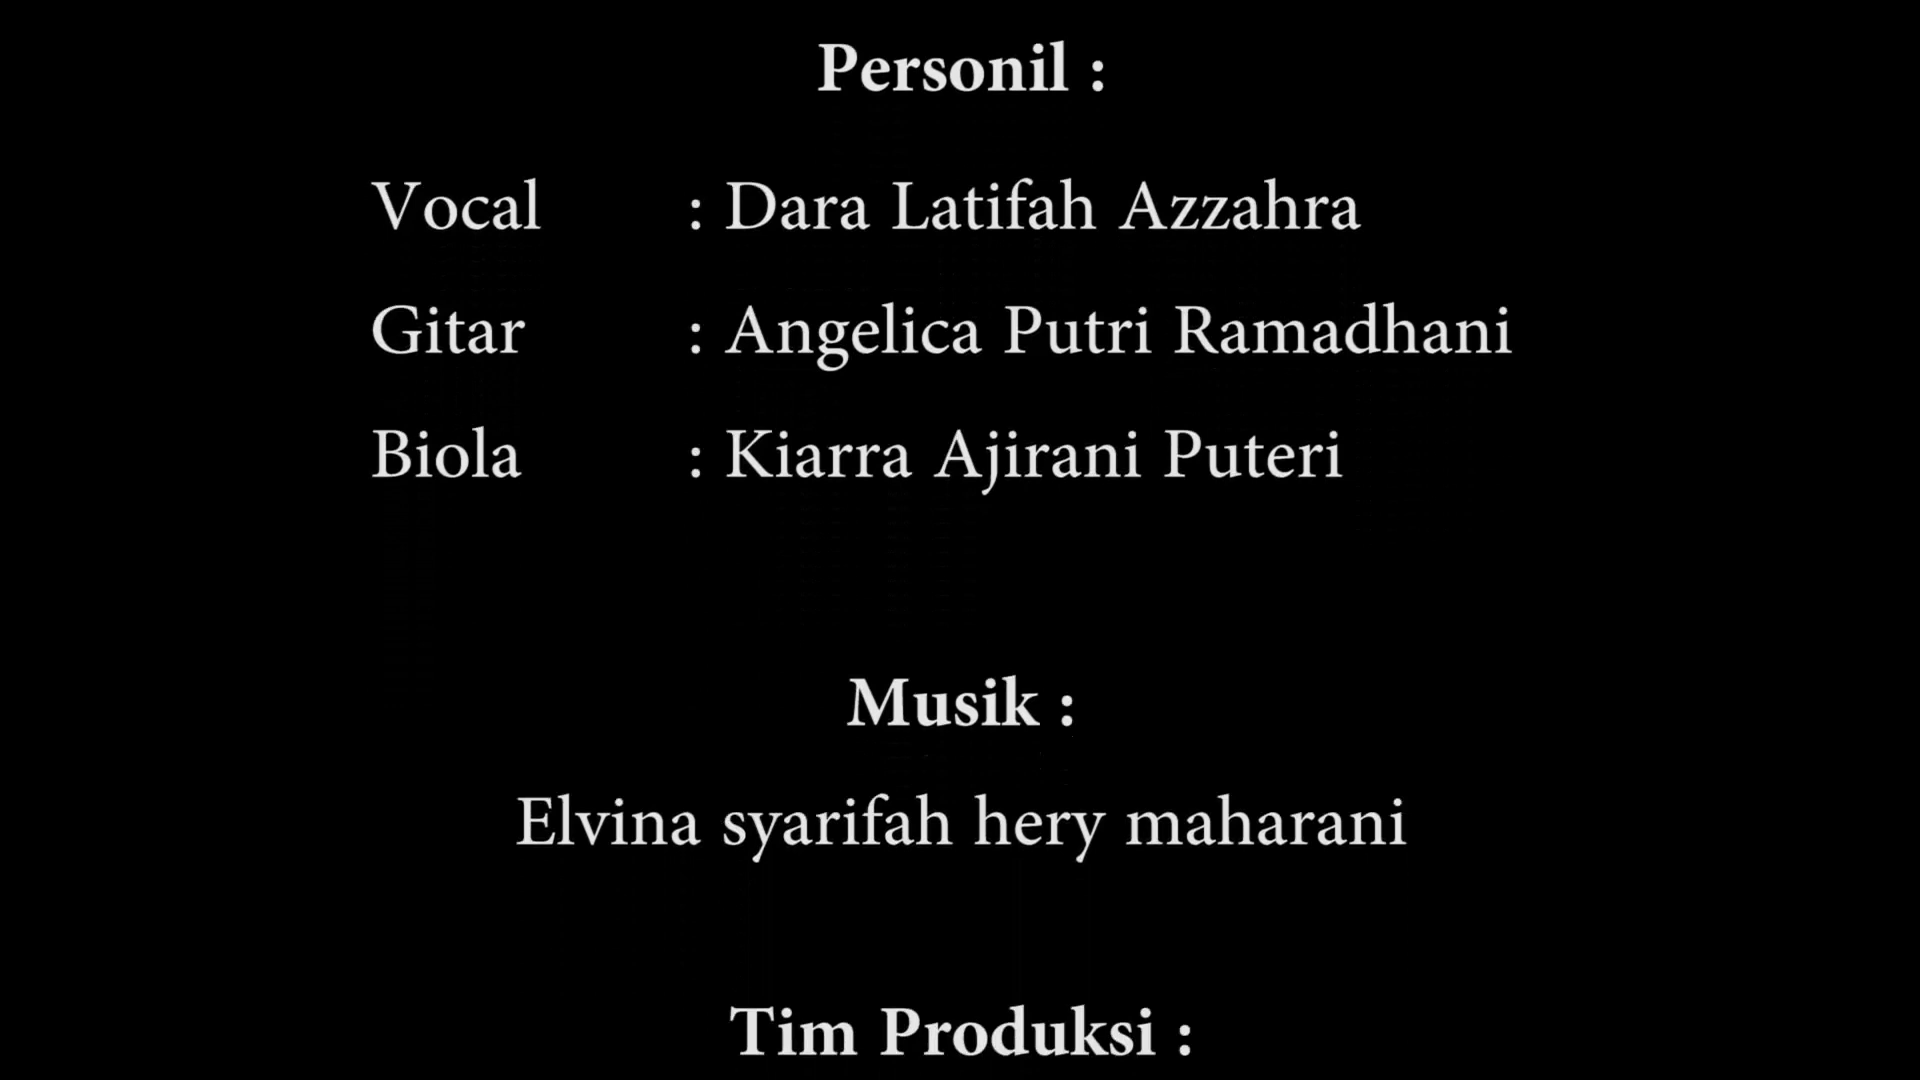 Personil :
Vocal : Dara Latifah Azzahra
Gitar : Angelica Putri Ramadhani
Biola : Kiarra Ajirani Puteri
Musik :
Elvina syarifah hery maharani
Tim Produksi :